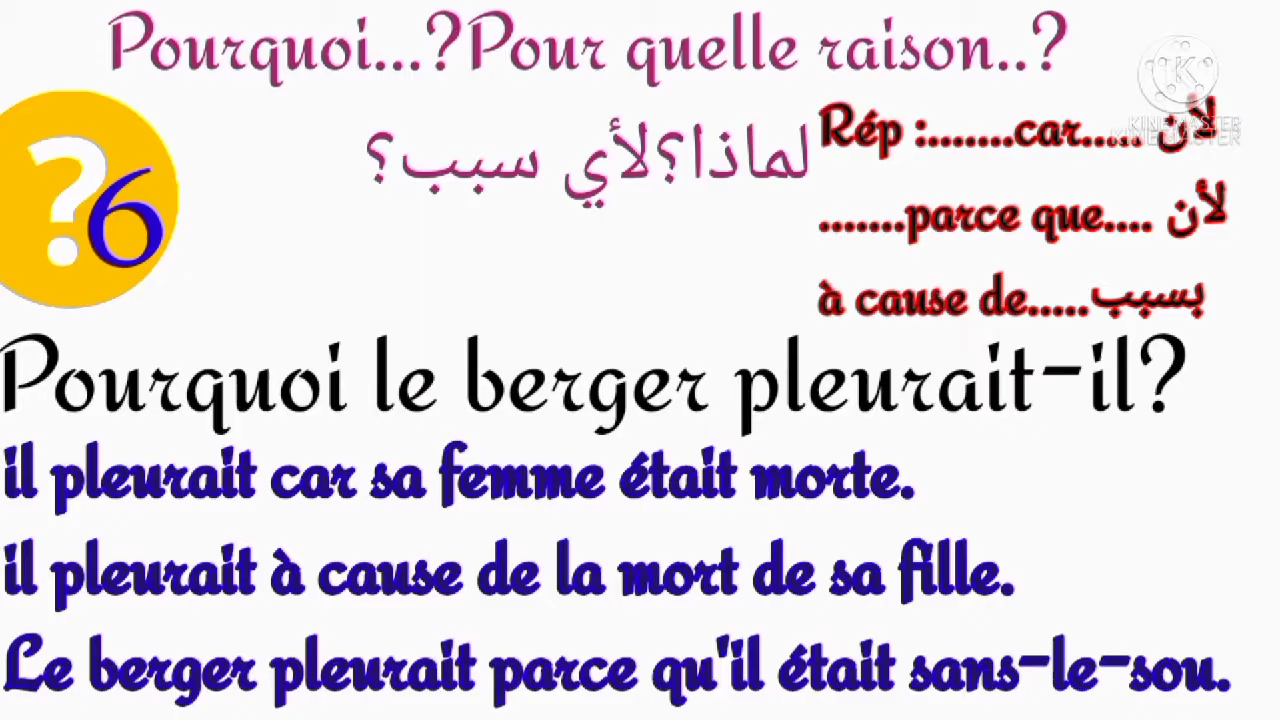 Pourquoi...?Pour quelle raison..?
K
KINEMASTER
KINEMASTER
Rép :.......car..... لأن
لماذا؟لأي سبب؟
?6
.......parce que.... لأن
à cause de.....بسبب
Pourquoi le berger pleurait-il?
il pleurait car sa femme était morte.
il pleurait à cause de la mort de sa fille.
Le berger pleurait parce qu'il était sans-le-sou.